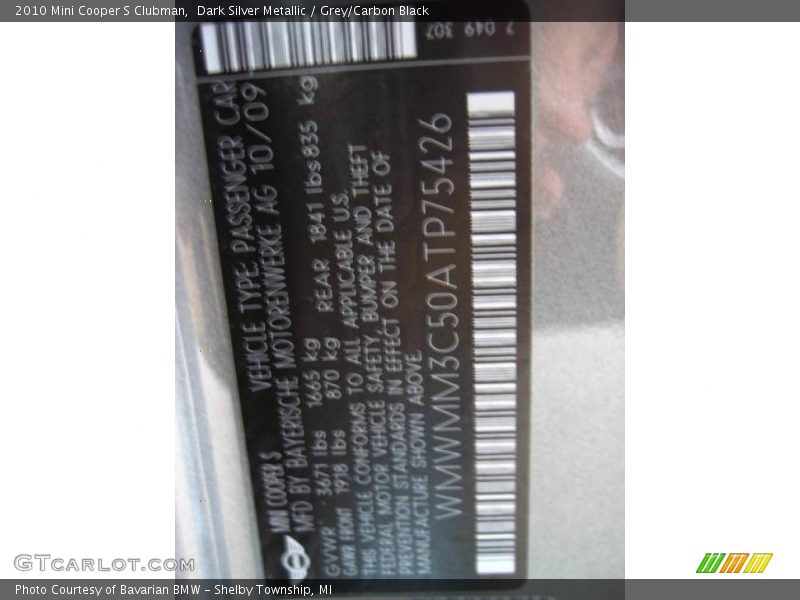 2010 Mini Cooper S Clubman, Dark Silver Metallic / Grey/Carbon Black
7 049 307
VEHICLE TYPE: PASSENGER CAR
MINI COOPER S
MFD BY BAYERISCHE MOTORENWERKE AG 10/09
GVWR 3671 lbs 1665 kg REAR 1841 lbs 835 kg
GAWR FRONT 1918 lbs 870 kg
THIS VEHICLE CONFORMS TO ALL APPLICABLE U.S.
FEDERAL MOTOR VEHICLE SAFETY, BUMPER AND THEFT
PREVENTION STANDARDS IN EFFECT ON THE DATE OF
MANUFACTURE SHOWN ABOVE.
WMWMM3C50ATP75426
GTCARLOT.COM
Photo Courtesy of Bavarian BMW – Shelby Township, MI